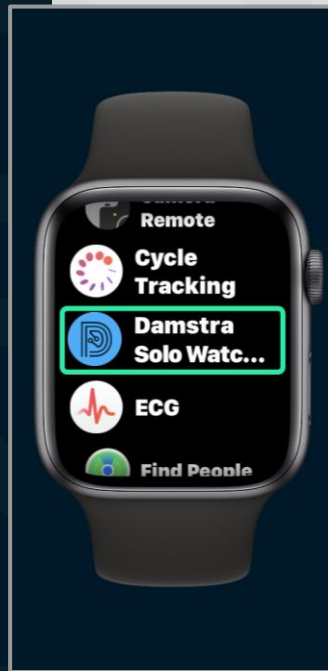 Remote
Cycle
Tracking
Damstra
Solo Watc...
ECG
Find People